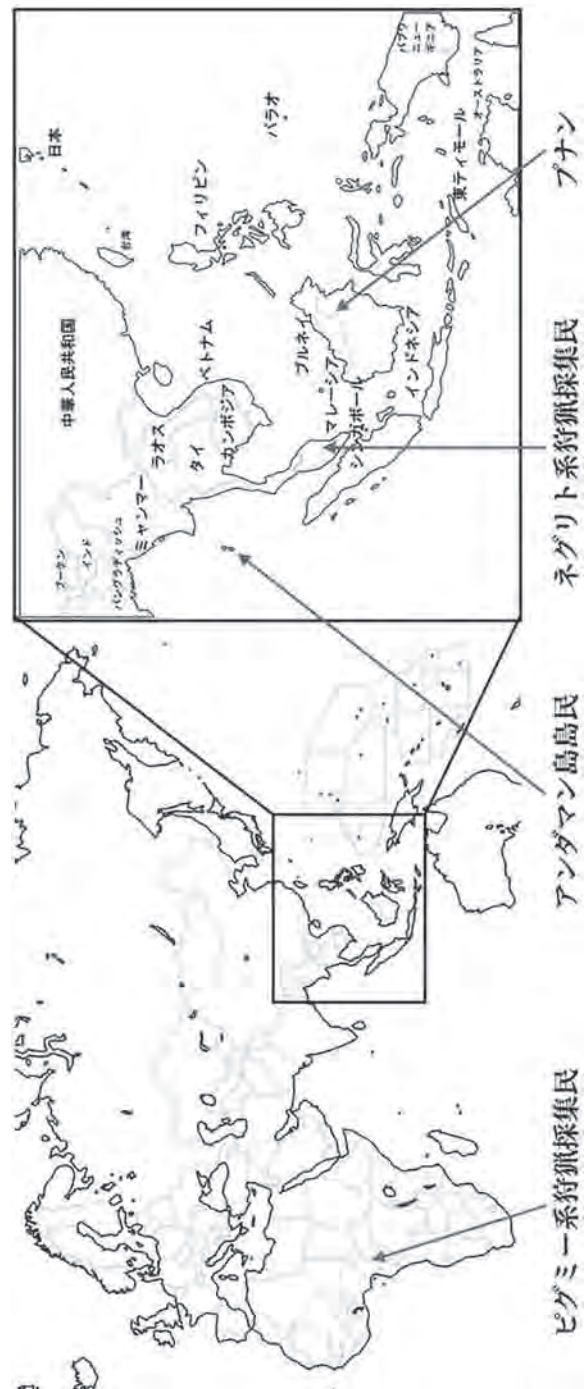 中華人民共和国
日本
台湾
ブータン
インド
バングラディッシュ
ミャンマー
ラオス
タイ
ベトナム
カンボジア
フィリピン
パラオ
ブルネイ
マレーシア
シンガポール
インドネシア
東ティモール
パプワ
ニュー
ギニア
オーストラリア
ピグミー系狩猟採集民
アンダマン島島民
ネグリト系狩猟採集民
プナン